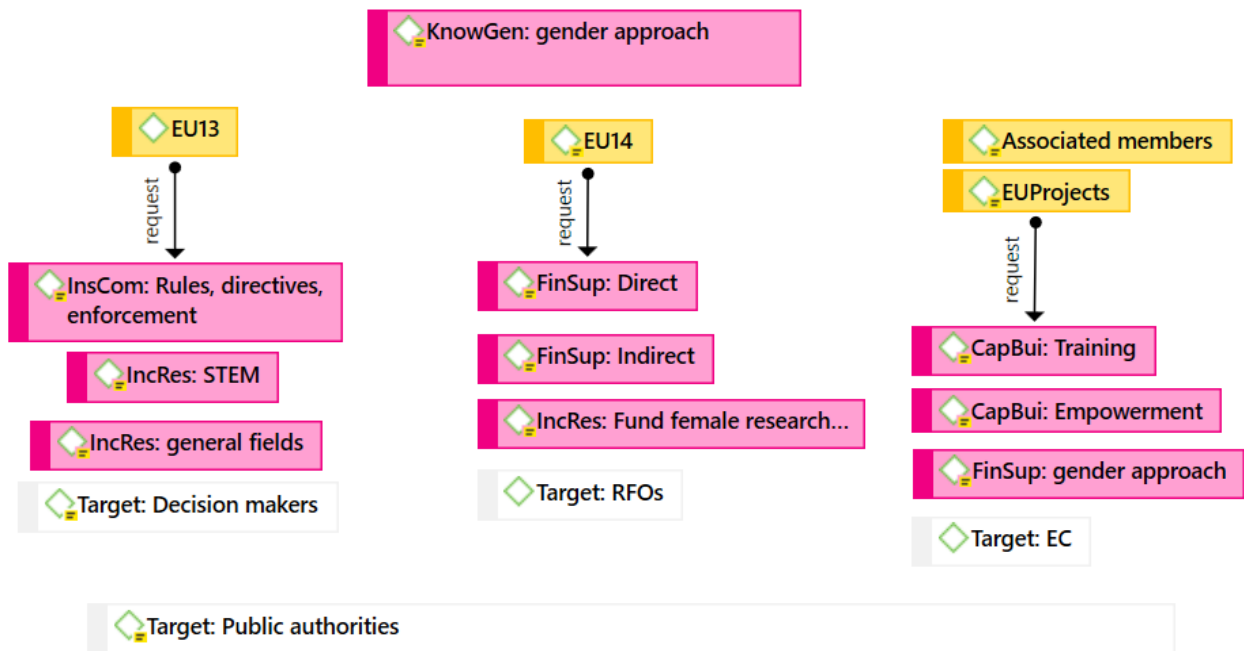 KnowGen: gender approach
EU13
request
InsCom: Rules, directives,
enforcement
IncRes: STEM
IncRes: general fields
Target: Decision makers
EU14
request
FinSup: Direct
FinSup: Indirect
IncRes: Fund female research...
Target: RFOs
Associated members
EUProjects
request
CapBui: Training
CapBui: Empowerment
FinSup: gender approach
Target: EC
Target: Public authorities